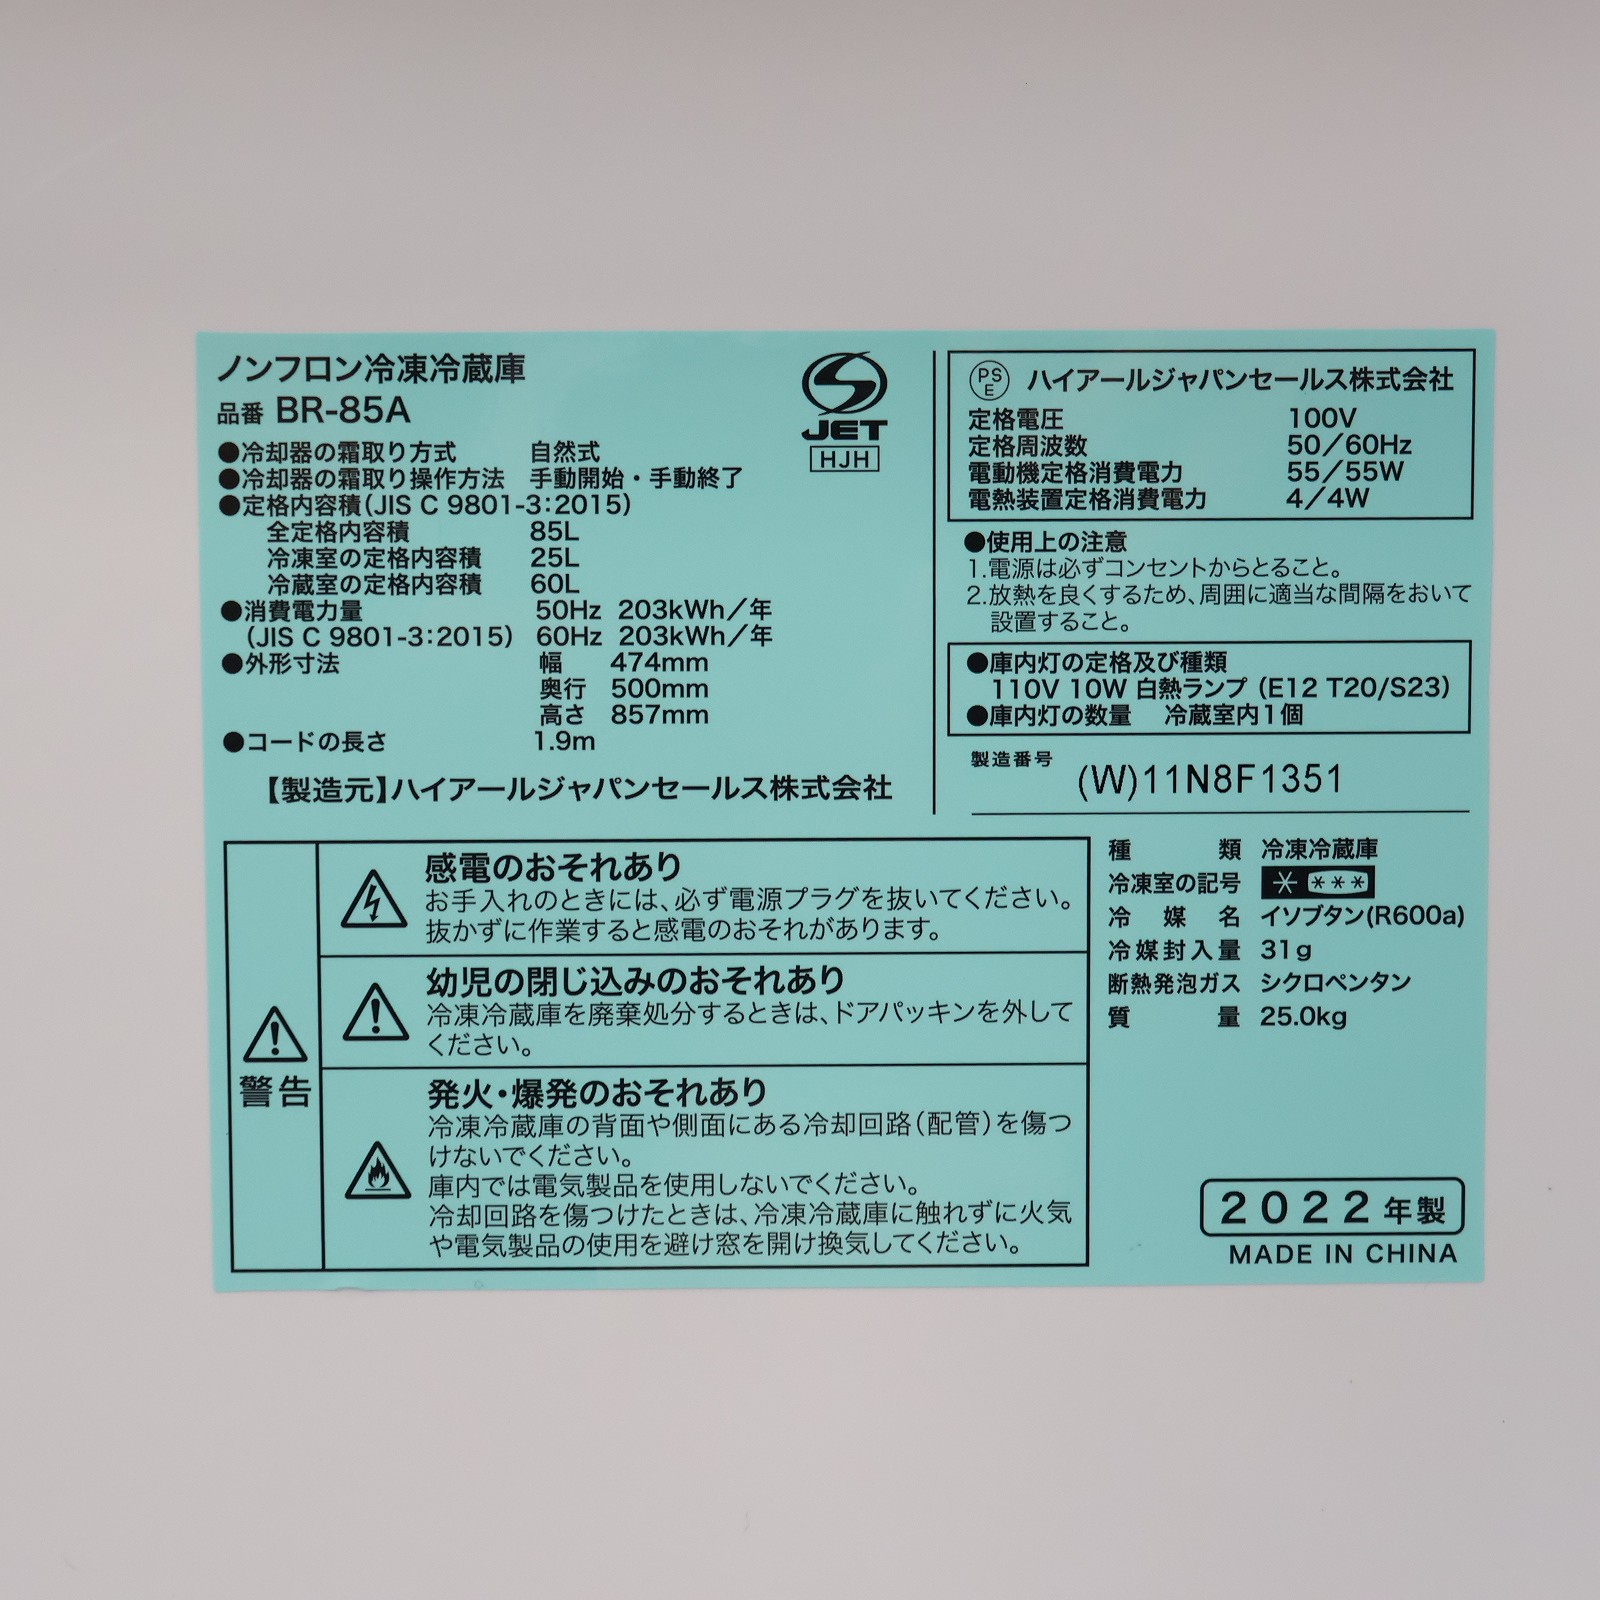 ノンフロン冷凍冷蔵庫
品番 BR-85A
●冷却器の霜取り方式 自然式
●冷却器の霜取り操作方法 手動開始・手動終了
●定格内容積(JIS C 9801-3:2015)
全定格内容積 85L
冷凍室の定格内容積 25L
冷蔵室の定格内容積 60L
●消費電力量 50Hz 203kWh/年
(JIS C 9801-3:2015) 60Hz 203kWh/年
●外形寸法 幅 474mm
奥行 500mm
高さ 857mm
●コードの長さ 1.9m
【製造元】ハイアールジャパンセールス株式会社
JET
HJH
PS
E
ハイアールジャパンセールス株式会社
定格電圧 100V
定格周波数 50/60Hz
電動機定格消費電力 55/55W
電熱装置定格消費電力 4/4W
●使用上の注意
1.電源は必ずコンセントからとること。
2.放熱を良くするため、周囲に適当な間隔をおいて
設置すること。
●庫内灯の定格及び種類
110V 10W 白熱ランプ (E12 T20/S23)
●庫内灯の数量 冷蔵室内1個
製造番号 (W)11N8F1351
警告
感電のおそれあり
お手入れのときには、必ず電源プラグを抜いてください。
抜かずに作業すると感電のおそれがあります。
幼児の閉じ込みのおそれあり
冷凍冷蔵庫を廃棄処分するときは、ドアパッキンを外して
ください。
発火・爆発のおそれあり
冷凍冷蔵庫の背面や側面にある冷却回路(配管)を傷つ
けないでください。
庫内では電気製品を使用しないでください。
冷却回路を傷つけたときは、冷凍冷蔵庫に触れずに火気
や電気製品の使用を避け窓を開け換気してください。
種類 冷凍冷蔵庫
冷凍室の記号 * ***
冷媒名 イソブタン(R600a)
冷媒封入量 31g
断熱発泡ガス シクロペンタン
質量 25.0kg
2022年製
MADE IN CHINA